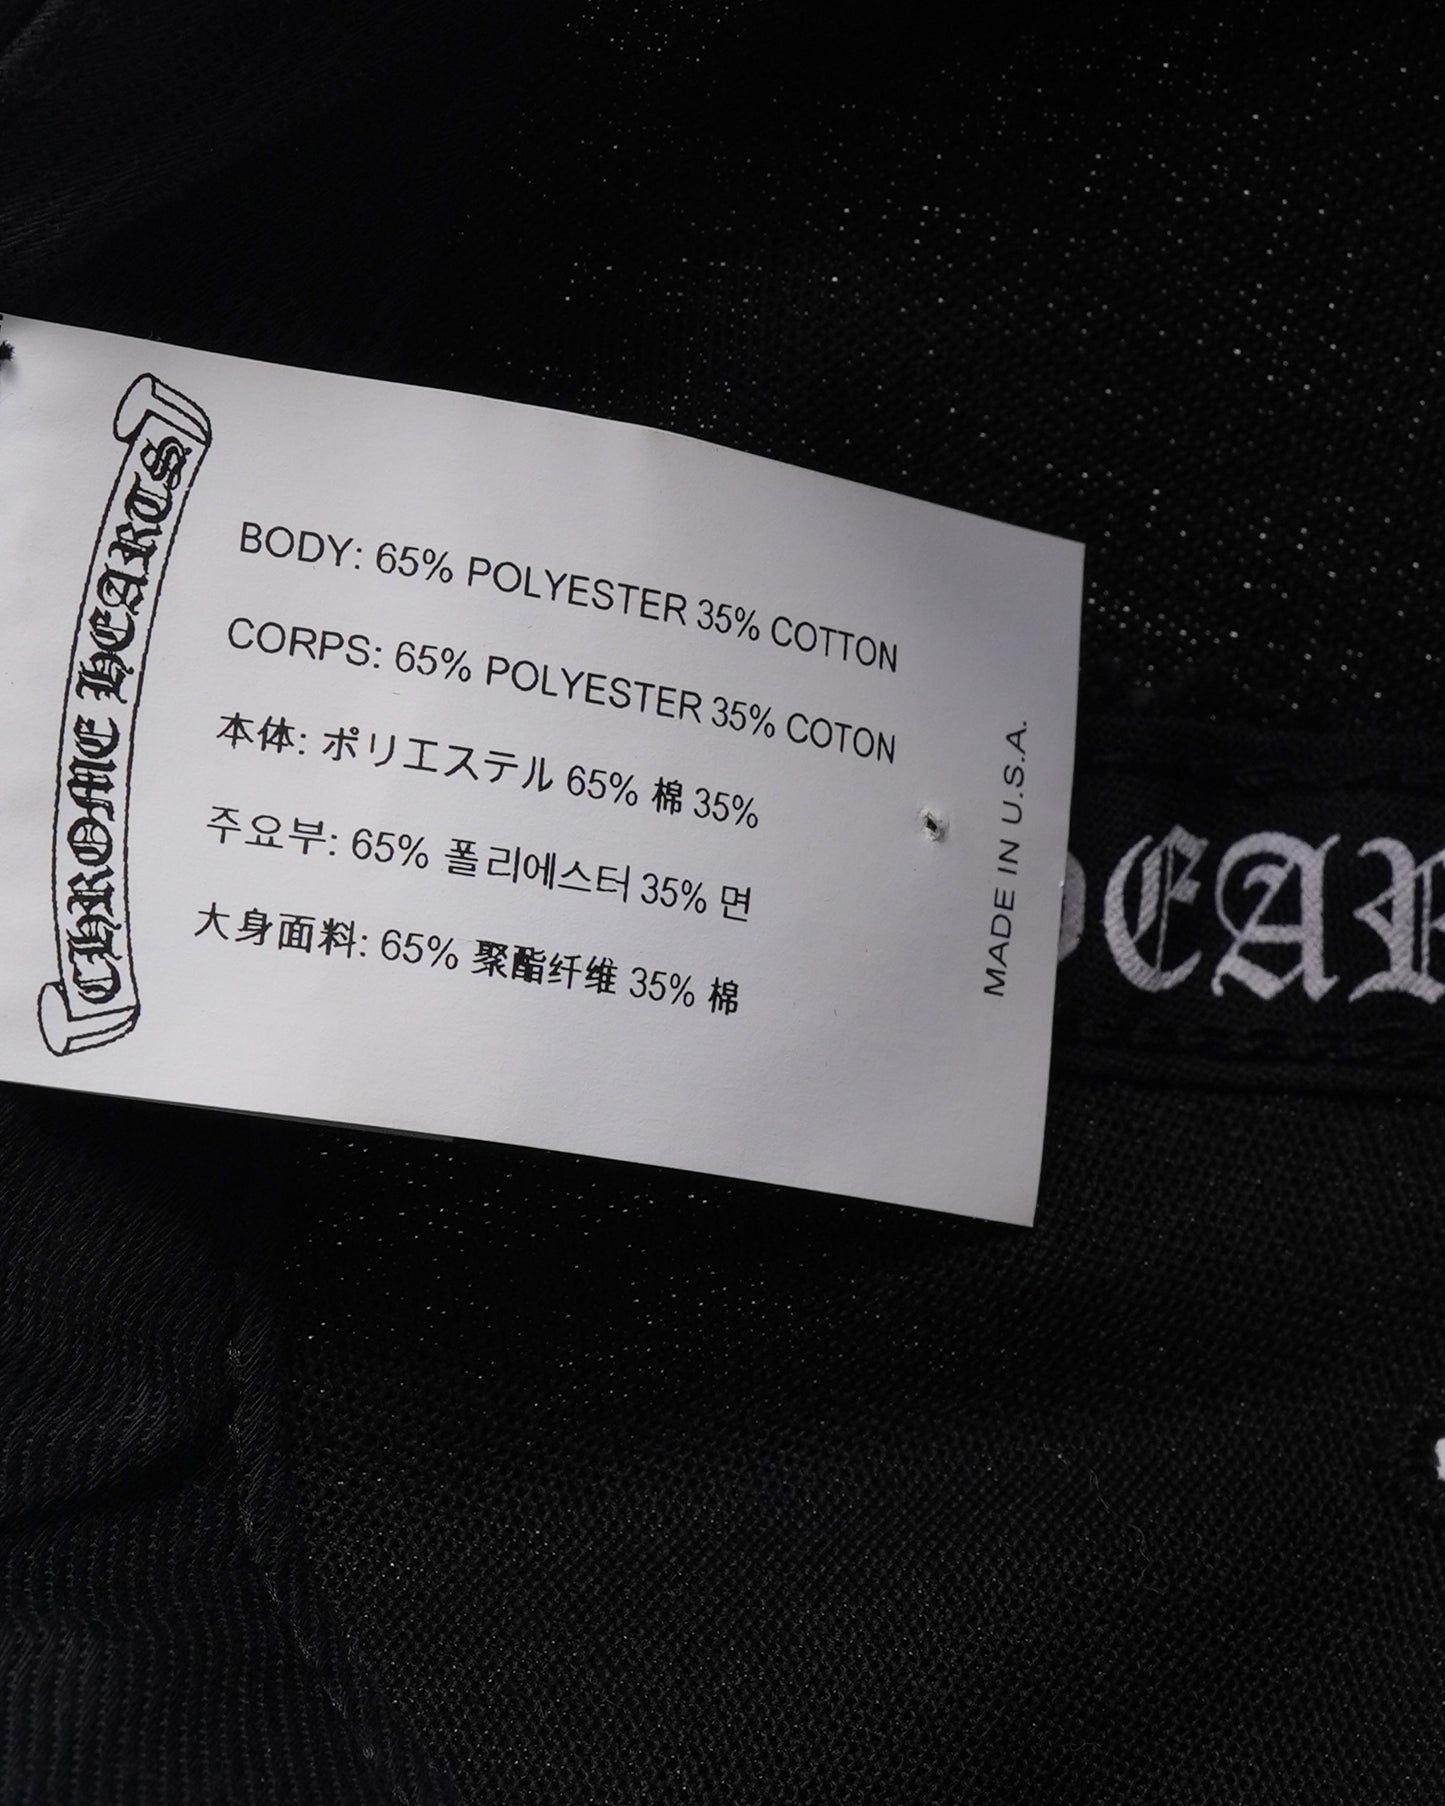 CHROME HEARTS
BODY: 65% POLYESTER 35% COTTON
CORPS: 65% POLYESTER 35% COTON
本体: ポリエステル 65% 棉 35%
주요부: 65% 폴리에스터 35% 면
大身面料: 65% 聚酯纤维 35% 棉
MADE IN U.S.A.
EAR